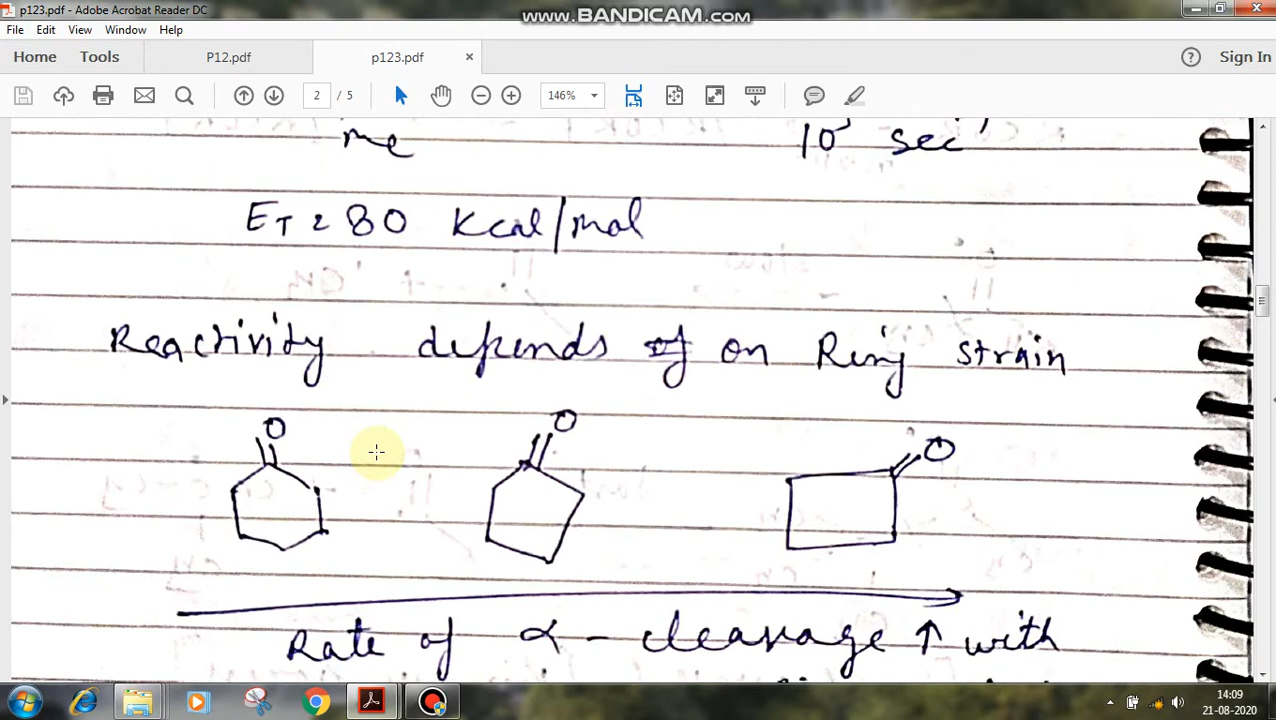 p123.pdf - Adobe Acrobat Reader DC
www.BANDICAM.com
File Edit View Window Help
Home Tools P12.pdf p123.pdf × ? Sign In
2 / 5 146%
me
sec
ET = 80 Kcal/mol
Reactivity depends of on Ring strain
O O O
Rate of α - cleavage ↑ with
14:09
21-08-2020